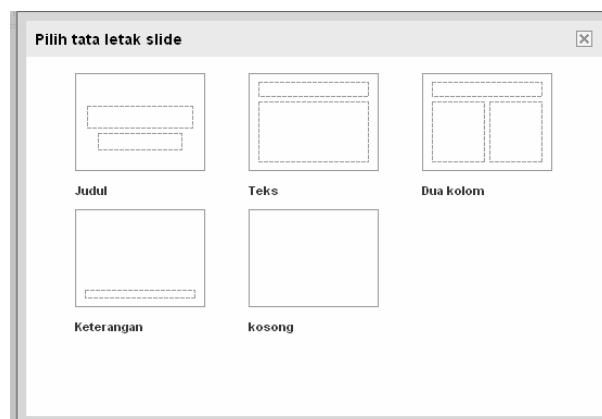 Pilih tata letak slide
Judul
Teks
Dua kolom
Keterangan
kosong